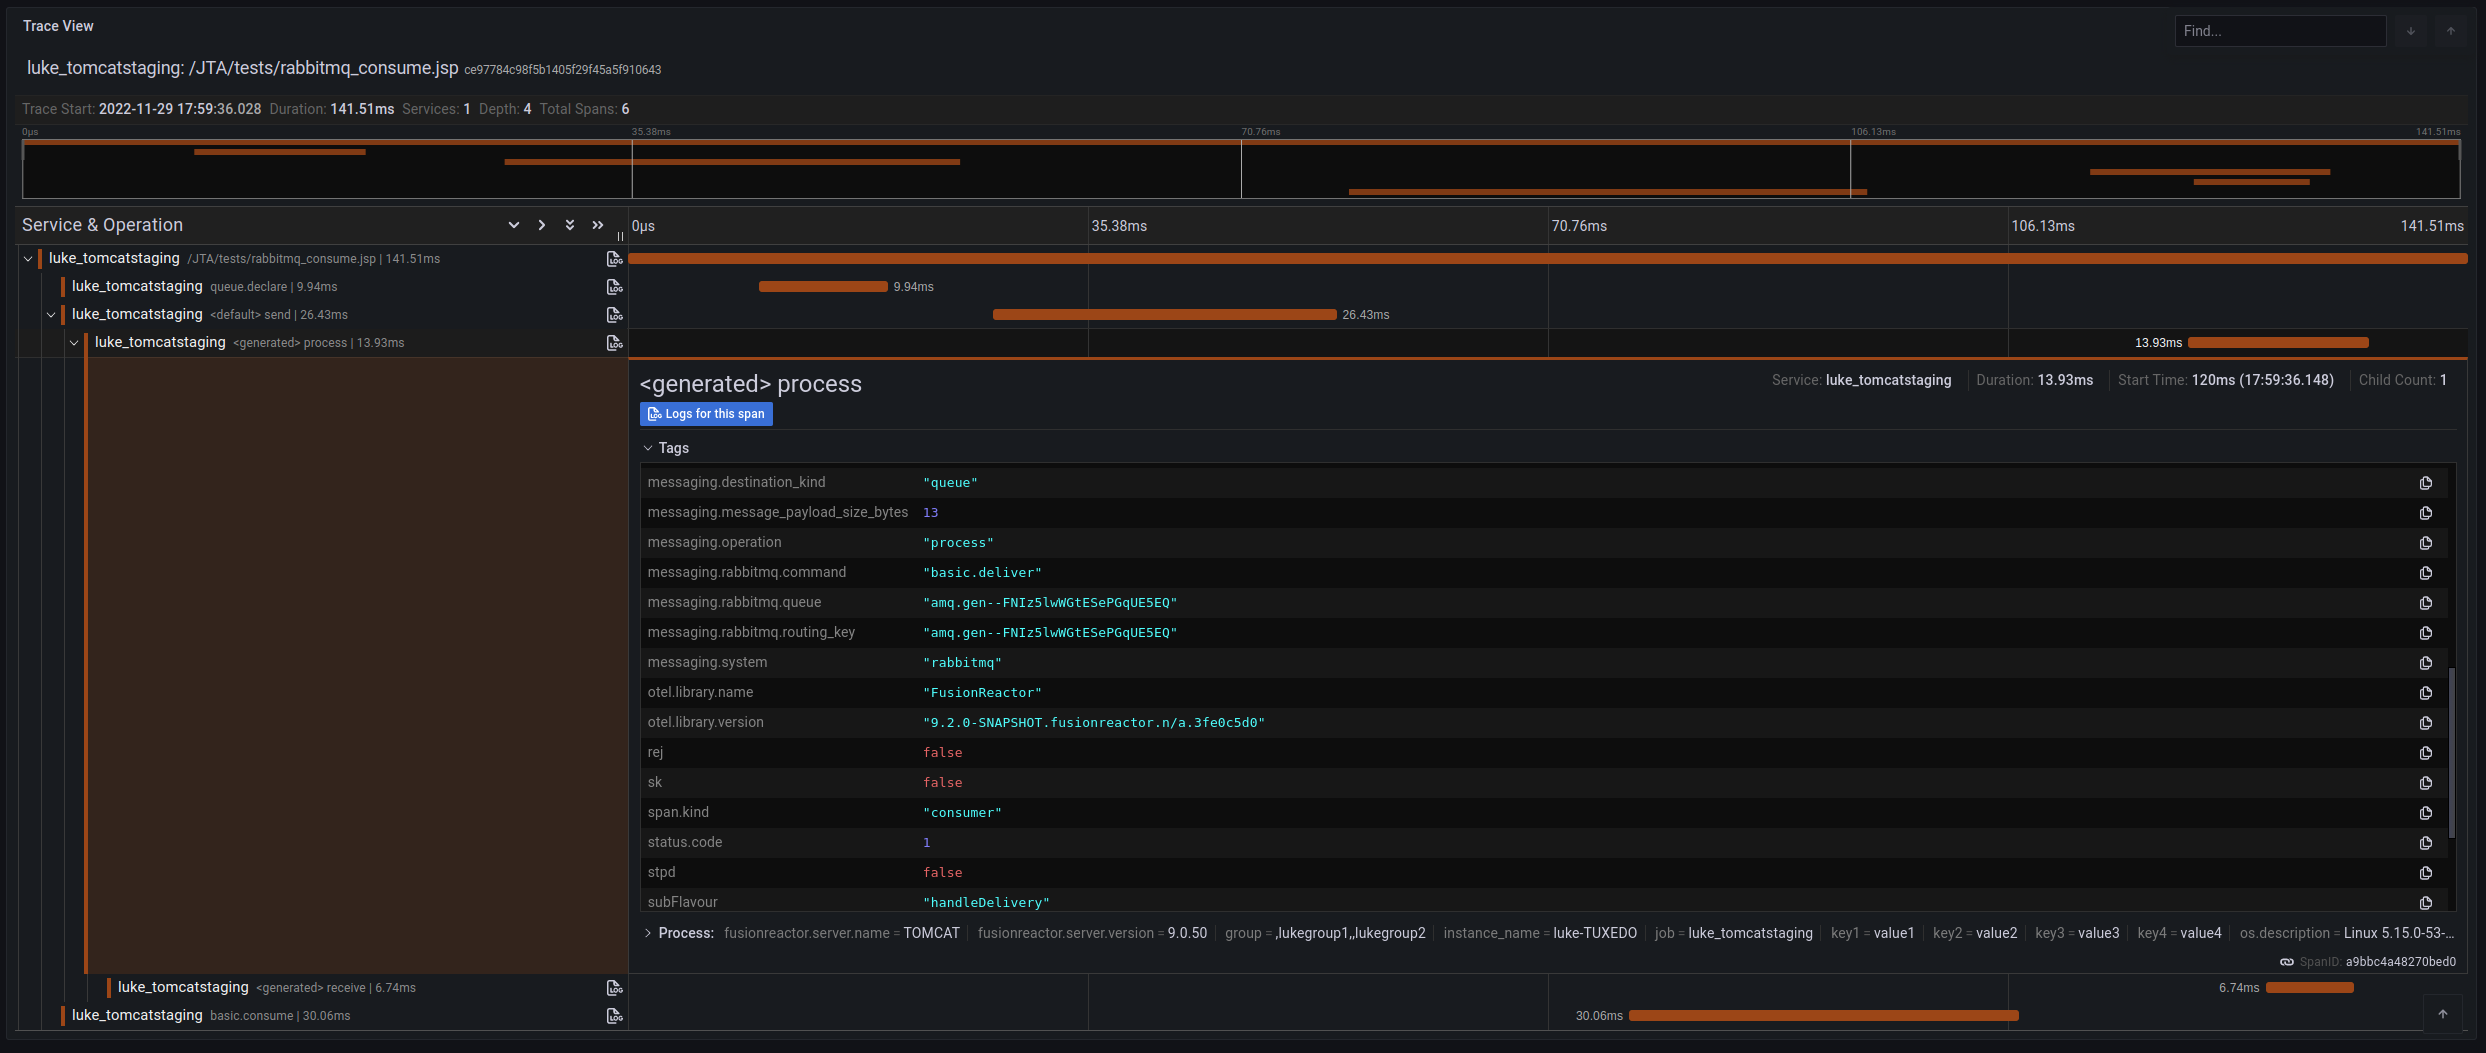 Trace View
Find...
luke_tomcatstaging: /JTA/tests/rabbitmq_consume.jsp ce97784c98f5b1405f29f45a5f910643
Trace Start: 2022-11-29 17:59:36.028 Duration: 141.51ms Services: 1 Depth: 4 Total Spans: 6
0μs 35.38ms 70.76ms 106.13ms 141.51ms
Service & Operation 0μs 35.38ms 70.76ms 106.13ms 141.51ms
luke_tomcatstaging /JTA/tests/rabbitmq_consume.jsp | 141.51ms
luke_tomcatstaging queue.declare | 9.94ms 9.94ms
luke_tomcatstaging <default> send | 26.43ms 26.43ms
luke_tomcatstaging <generated> process | 13.93ms 13.93ms
<generated> process Service: luke_tomcatstaging Duration: 13.93ms Start Time: 120ms (17:59:36.148) Child Count: 1
Logs for this span
Tags
messaging.destination_kind "queue"
messaging.message_payload_size_bytes 13
messaging.operation "process"
messaging.rabbitmq.command "basic.deliver"
messaging.rabbitmq.queue "amq.gen--FNIz5lwWGtESePGqUE5EQ"
messaging.rabbitmq.routing_key "amq.gen--FNIz5lwWGtESePGqUE5EQ"
messaging.system "rabbitmq"
otel.library.name "FusionReactor"
otel.library.version "9.2.0-SNAPSHOT.fusionreactor.n/a.3fe0c5d0"
rej false
sk false
span.kind "consumer"
status.code 1
stpd false
subFlavour "handleDelivery"
Process: fusionreactor.server.name = TOMCAT fusionreactor.server.version = 9.0.50 group = ,lukegroup1,,lukegroup2 instance_name = luke-TUXEDO job = luke_tomcatstaging key1 = value1 key2 = value2 key3 = value3 key4 = value4 os.description = Linux 5.15.0-53-...
SpanID: a9bbc4a48270bed0
luke_tomcatstaging <generated> receive | 6.74ms 6.74ms
luke_tomcatstaging basic.consume | 30.06ms 30.06ms